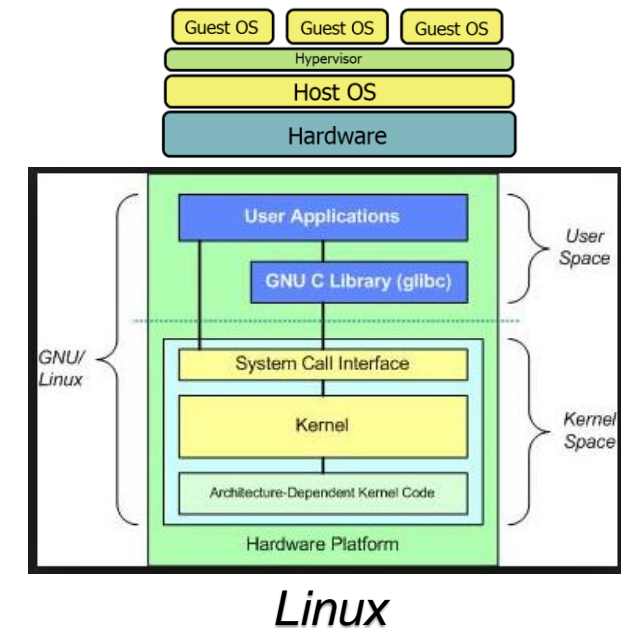 Guest OS Guest OS Guest OS
Hypervisor
Host OS
Hardware
User Applications
User
Space
GNU C Library (glibc)
GNU/
Linux
System Call Interface
Kernel
Kernel
Space
Architecture-Dependent Kernel Code
Hardware Platform
Linux